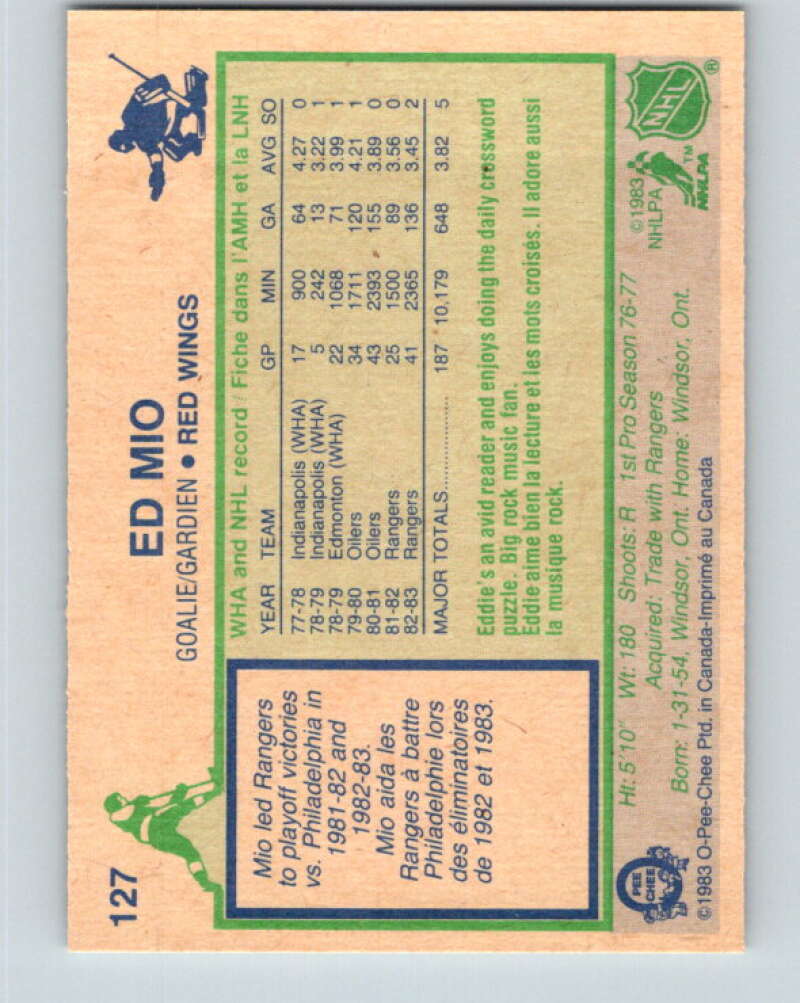 127
ED MIO
GOALIE/GARDIEN • RED WINGS
Mio led Rangers
to playoff victories
vs. Philadelphia in
1981-82 and
1982-83.
Mio aida les
Rangers à battre
Philadelphie lors
des éliminatoires
de 1982 et 1983.
WHA and NHL record / Fiche dans l'AMH et la LNH
YEAR TEAM GP MIN GA AVG SO
77-78 Indianapolis (WHA) 17 900 64 4.27 0
78-79 Indianapolis (WHA) 5 242 13 3.22 1
78-79 Edmonton (WHA) 22 1068 71 3.99 1
79-80 Oilers 34 1711 120 4.21 1
80-81 Oilers 43 2393 155 3.89 0
81-82 Rangers 25 1500 89 3.56 0
82-83 Rangers 41 2365 136 3.45 2
MAJOR TOTALS.................. 187 10,179 648 3.82 5
Eddie's an avid reader and enjoys doing the daily crossword
puzzle. Big rock music fan.
Eddie aime bien la lecture et les mots croisés. Il adore aussi
la musique rock.
Ht: 5'10" Wt: 180 Shoots: R 1st Pro Season 76-77
Acquired: Trade with Rangers
Born: 1-31-54, Windsor, Ont. Home: Windsor, Ont.
©1983 O-Pee-Chee Ptd. in Canada-Imprimé au Canada
O PEE CHEE
©1983
NHLPA
NHLPA TM
NHL ®